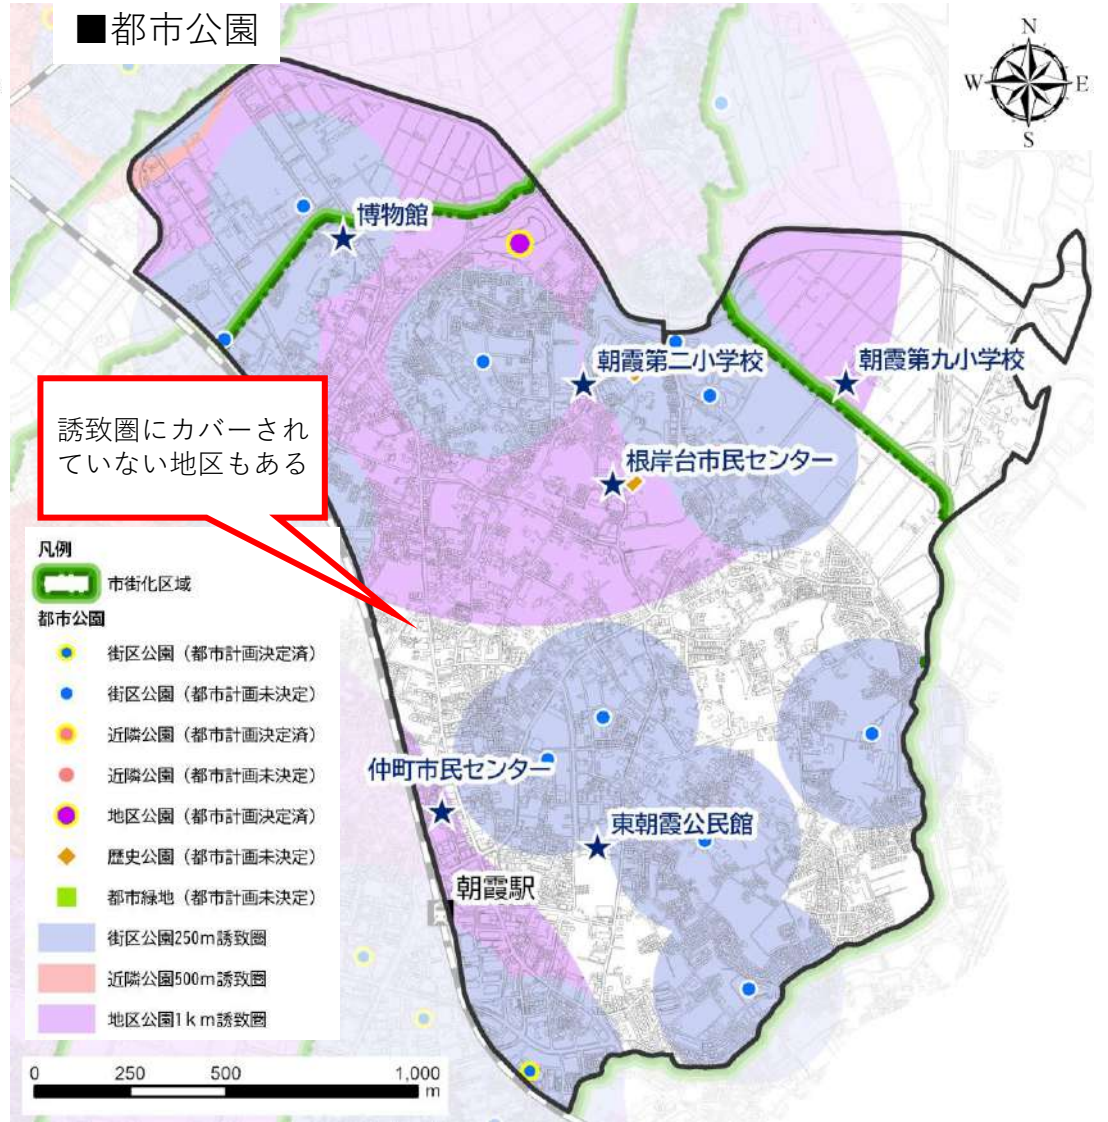 ■都市公園
N
W
E
S
博物館
朝霞第二小学校
朝霞第九小学校
誘致圏にカバーされ
ていない地区もある
根岸台市民センター
凡例
市街化区域
都市公園
街区公園（都市計画決定済）
街区公園（都市計画未決定）
近隣公園（都市計画決定済）
近隣公園（都市計画未決定）
地区公園（都市計画決定済）
歴史公園（都市計画未決定）
都市緑地（都市計画未決定）
街区公園250m誘致圏
近隣公園500m誘致圏
地区公園1ｋｍ誘致圏
仲町市民センター
東朝霞公民館
朝霞駅
0 250 500 1,000
m